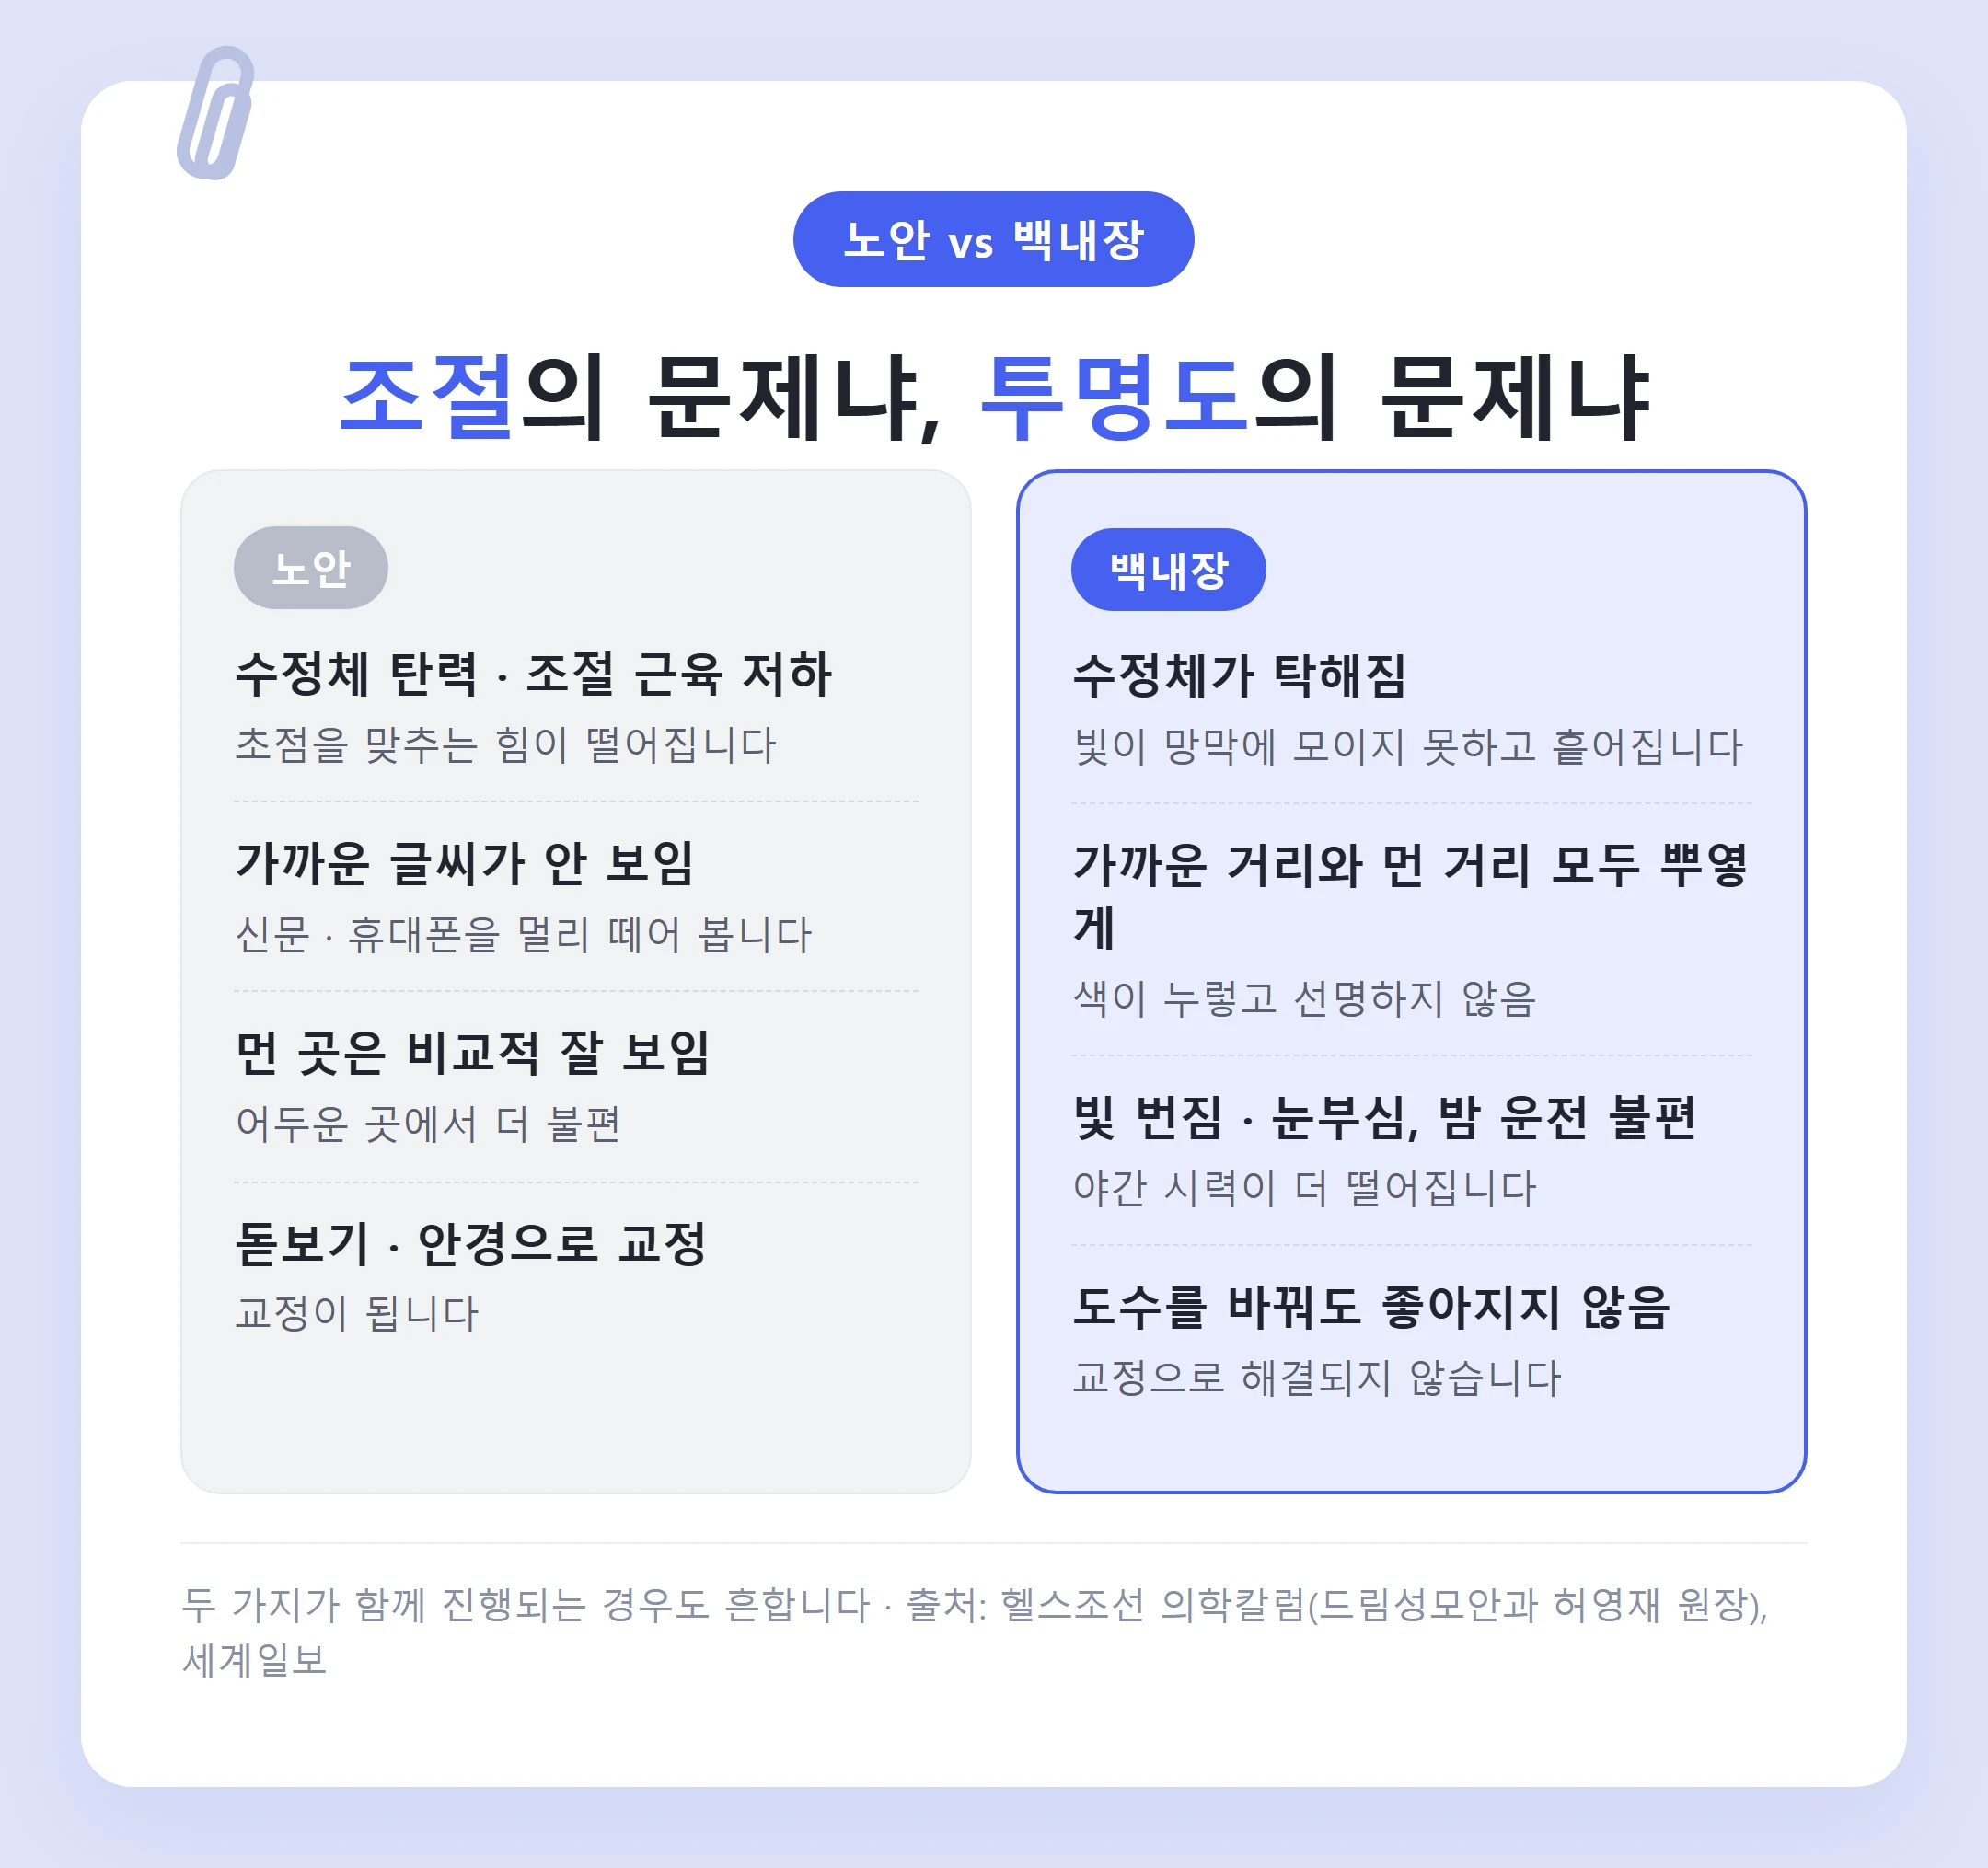 노안 vs 백내장
조절의 문제냐, 투명도의 문제냐
노안
수정체 탄력 · 조절 근육 저하
초점을 맞추는 힘이 떨어집니다
가까운 글씨가 안 보임
신문 · 휴대폰을 멀리 떼어 봅니다
먼 곳은 비교적 잘 보임
어두운 곳에서 더 불편
돋보기 · 안경으로 교정
교정이 됩니다
백내장
수정체가 탁해짐
빛이 망막에 모이지 못하고 흩어집니다
가까운 거리와 먼 거리 모두 뿌옇
게
색이 누렇고 선명하지 않음
빛 번짐 · 눈부심, 밤 운전 불편
야간 시력이 더 떨어집니다
도수를 바꿔도 좋아지지 않음
교정으로 해결되지 않습니다
두 가지가 함께 진행되는 경우도 흔합니다 · 출처: 헬스조선 의학칼럼(드림성모안과 허영재 원장),
세계일보